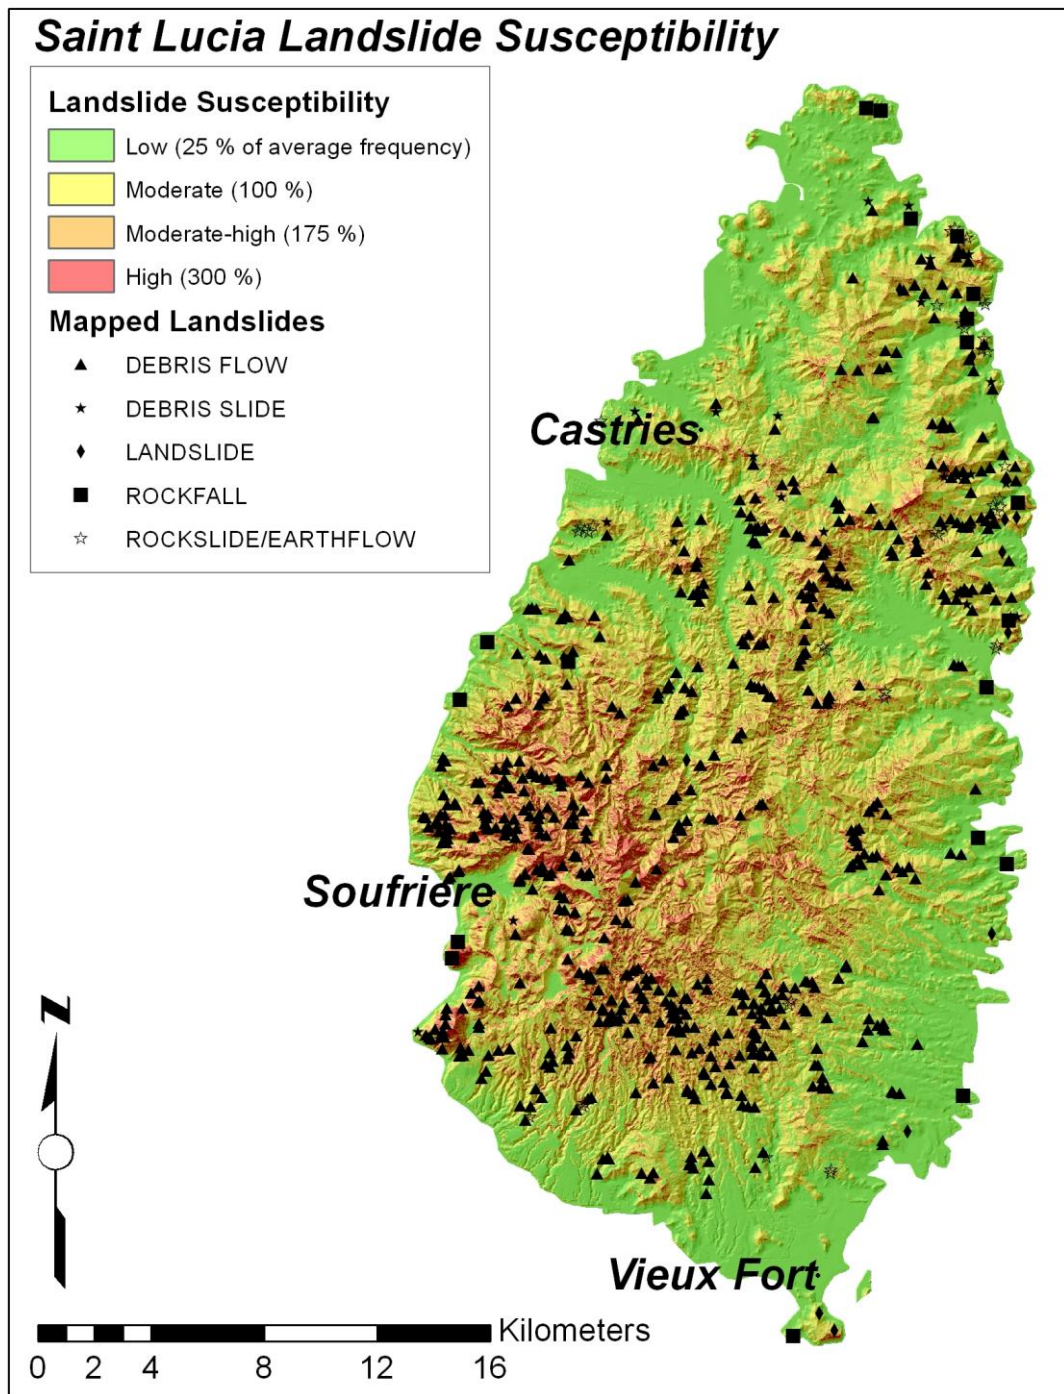 Saint Lucia Landslide Susceptibility
Landslide Susceptibility
Low (25 % of average frequency)
Moderate (100 %)
Moderate-high (175 %)
High (300 %)
Mapped Landslides
DEBRIS FLOW
DEBRIS SLIDE
LANDSLIDE
ROCKFALL
ROCKSLIDE/EARTHFLOW
Castries
Soufriere
Vieux Fort
N
Kilometers
0 2 4 8 12 16